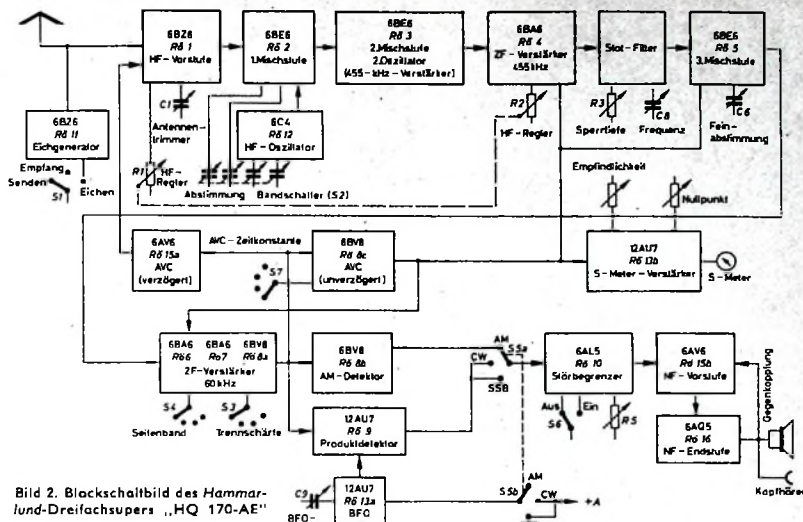 6BZ6
Rö 1
HF-Vorstufe
6BE6
Rö 2
1.Mischstufe
6BE6
Rö 3
2.Mischstufe
2.Oszillator
(455-kHz-Verstärker)
6BA6
Rö 4
ZF-Verstärker
455kHz
Slot-Filter
6BE6
Rö 5
3.Mischstufe
C1
Antennen-
trimmer
6C4
Rö 12
HF-Oszillator
R2
HF-Regler
R3
Sperrtiefe
C8
Frequenz
C6
Fein-
abstimmung
6BZ6
Rö 11
Eichgenerator
Empfang
Senden
S1
Eichen
R1
HF-
Regler
Abstimmung
Bandschalter (S2)
Empfindlichkeit
Nullpunkt
6AV6
Rö 15a
AVC
(verzögert)
AVC-Zeitkonstante
S7
6BV8
Rö 8c
AVC
(unverzögert)
12AU7
Rö 13b
S-Meter-Verstärker
S-Meter
6BA6 6BA6 6BV8
Rö 6 Rö 7 Rö 8a
ZF-Verstärker
60kHz
S4
Seitenband
S3
Trennschärfe
6BV8
Rö 8b
AM-Detektor
AM
S5a
CW
SSB
6AL5
Rö 10
Störbegrenzer
Aus
S6
Ein
R5
6AV6
Rö 15b
NF-Vorstufe
Gegenkopplung
12AU7
Rö 9
Produktdetektor
6AQ5
Rö 16
NF-Endstufe
Kopfhörer
C9
BFO-
12AU7
Rö 13a
BFO
S5b
AM
CW
+A
Bild 2. Blockschaltbild des Hammar-
lund-Dreifachsupers „HQ 170-AE"